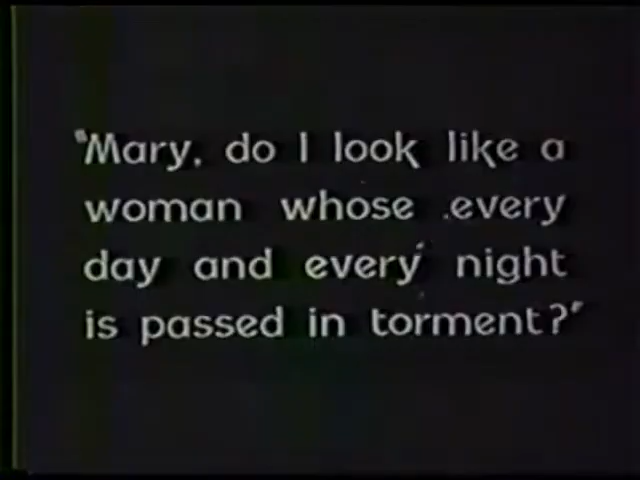 "Mary, do I look like a
woman whose every
day and every night
is passed in torment?"